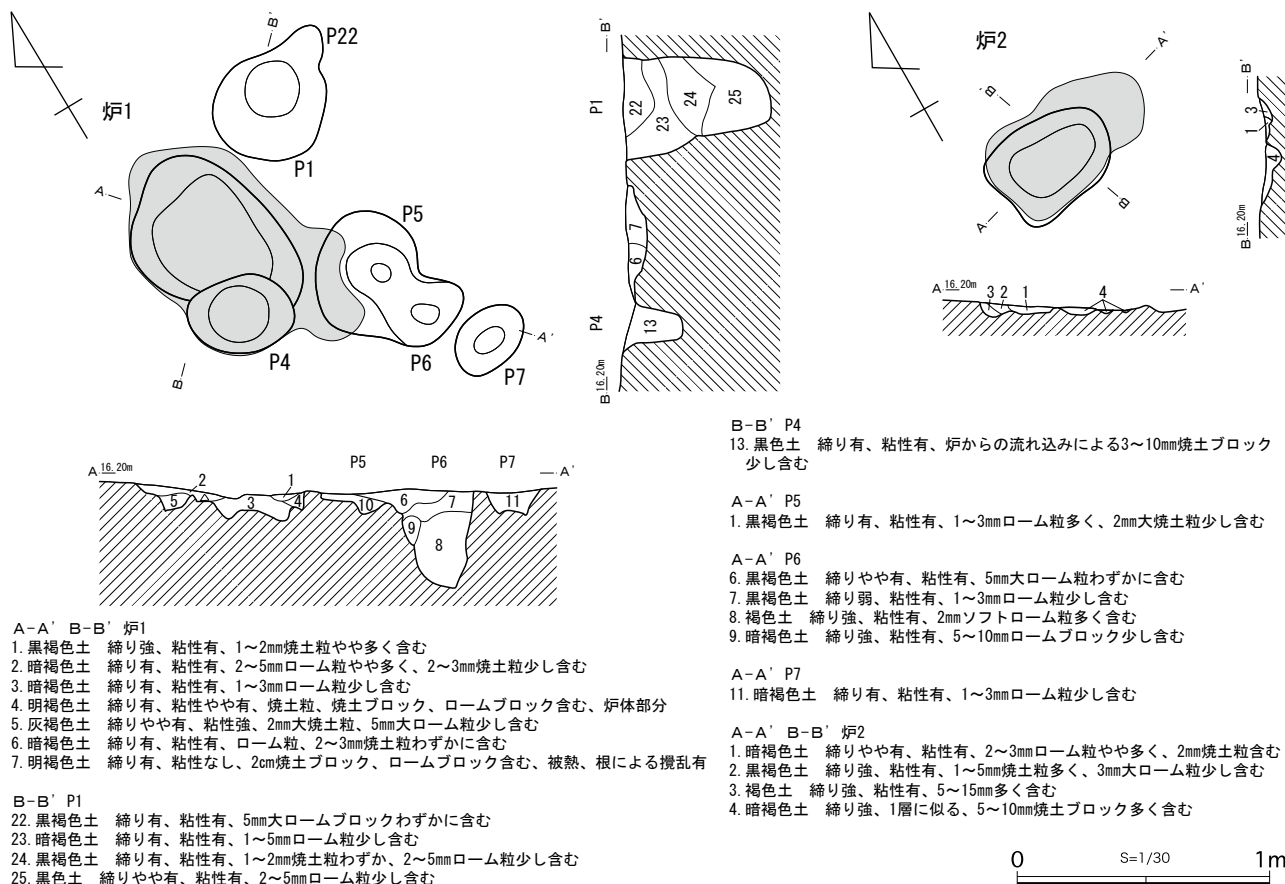 炉1
B'
P22
P1
A
P5
P4
P6
P7
A'
B
B'
P1
22
23
24
25
7
6
P4
13
B 16.20m
炉2
A'
B'
A
B
B'
3
1
4
B 16.20m
A 16.20m
3 2 1 4
A'
A 16.20m
2 1 P5 P6 P7
A'
5 3 4 10 6 7 11
9 8
A-A' B-B' 炉1
1. 黒褐色土 締り強、粘性有、1~2mm焼土粒やや多く含む
2. 暗褐色土 締り有、粘性有、2~5mmローム粒やや多く、2~3mm焼土粒少し含む
3. 暗褐色土 締り有、粘性有、1~3mmローム粒少し含む
4. 明褐色土 締り有、粘性やや有、焼土粒、焼土ブロック、ロームブロック含む、炉体部分
5. 灰褐色土 締りやや有、粘性強、2mm大焼土粒、5mm大ローム粒少し含む
6. 暗褐色土 締り有、粘性有、ローム粒、2~3mm焼土粒わずかに含む
7. 明褐色土 締り有、粘性なし、2cm焼土ブロック、ロームブロック含む、被熱、根による攪乱有
B-B' P1
22. 黒褐色土 締り有、粘性有、5mm大ロームブロックわずかに含む
23. 暗褐色土 締り有、粘性有、1~5mmローム粒少し含む
24. 黒褐色土 締り有、粘性有、1~2mm焼土粒わずか、2~5mmローム粒少し含む
25. 黒色土 締りやや有、粘性有、2~5mmローム粒少し含む
B-B' P4
13. 黒色土 締り有、粘性有、炉からの流れ込みによる3~10mm焼土ブロック
少し含む
A-A' P5
1. 黒褐色土 締り有、粘性有、1~3mmローム粒多く、2mm大焼土粒少し含む
A-A' P6
6. 黒褐色土 締りやや有、粘性有、5mm大ローム粒わずかに含む
7. 黒褐色土 締り弱、粘性有、1~3mmローム粒少し含む
8. 褐色土 締り強、粘性有、2mmソフトローム粒多く含む
9. 暗褐色土 締り強、粘性有、5~10mmロームブロック少し含む
A-A' P7
11. 暗褐色土 締り有、粘性有、1~3mmローム粒少し含む
A-A' B-B' 炉2
1. 暗褐色土 締りやや有、粘性有、2~3mmローム粒やや多く、2mm焼土粒含む
2. 黒褐色土 締り強、粘性有、1~5mm焼土粒多く、3mm大ローム粒少し含む
3. 褐色土 締り強、粘性有、5~15mm多く含む
4. 暗褐色土 締り強、1層に似る、5~10mm焼土ブロック多く含む
0 S=1/30 1m